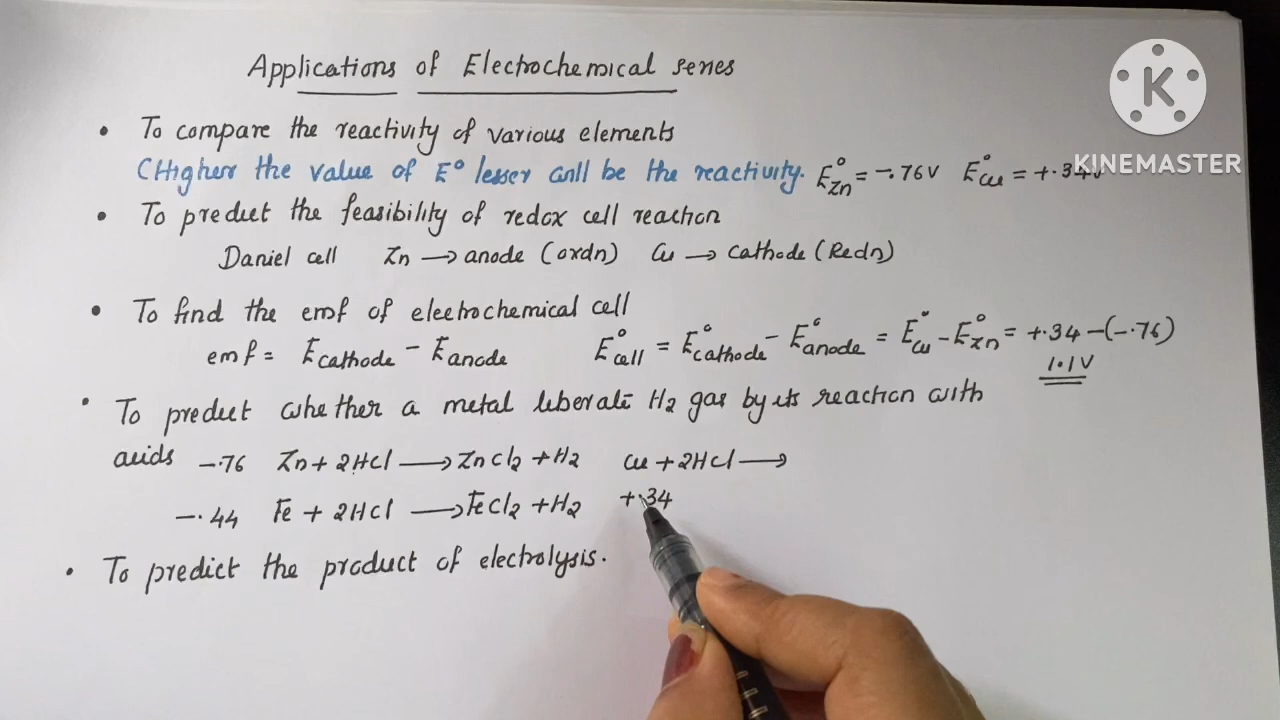 Applications of Electrochemical series
• To compare the reactivity of various elements
(Higher the value of E° lesser will be the reactivity. E°Zn = -.76V E°Cu = +.34V
• To predict the feasibility of redox cell reaction
Daniel cell Zn → anode (oxdn) Cu → cathode (Redn)
• To find the emf of electrochemical cell
emf = Ecathode - Eanode E°cell = E°cathode - E°anode = E°Cu - E°Zn = +.34 -(-.76)
1.1V
• To predict whether a metal liberate H2 gas by its reaction with
acids -.76 Zn + 2HCl → ZnCl2 + H2 Cu + 2HCl →
-.44 Fe + 2HCl → FeCl2 + H2 +.34
• To predict the product of electrolysis.
K
KINEMASTER